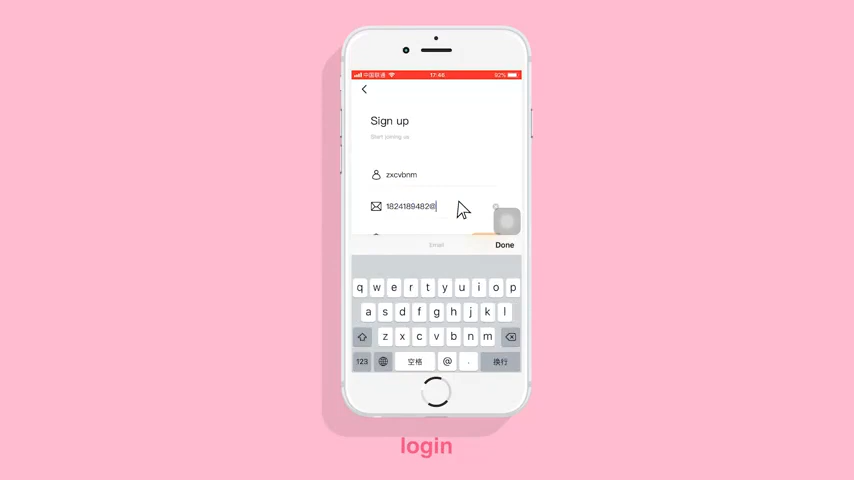 中国联通 17:46 92%
Sign up
Start joining us
zxcvbnm
1824189482@
Email Done
q w e r t y u i o p
a s d f g h j k l
z x c v b n m
123 空格 @ . 换行
login